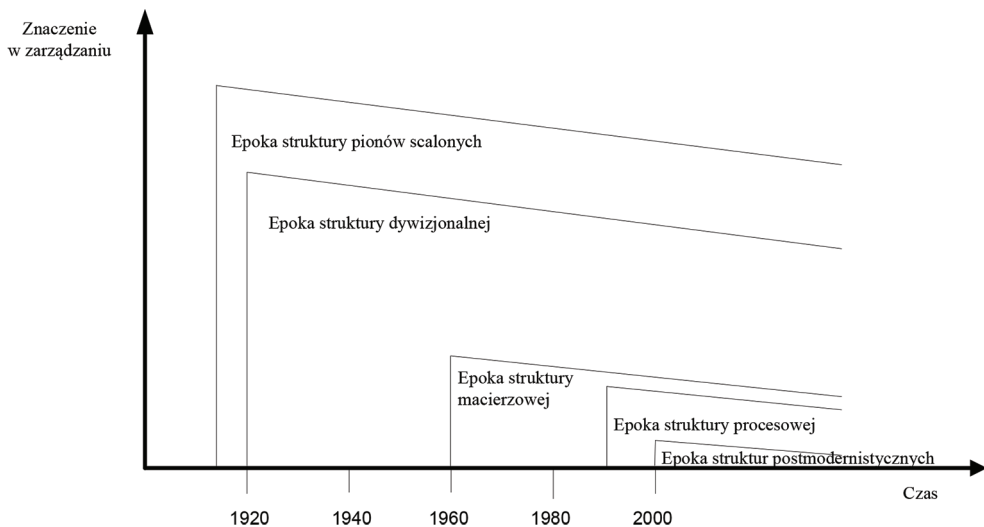 Znaczenie
w zarządzaniu
Epoka struktury pionów scalonych
Epoka struktury dywizjonalnej
Epoka struktury
macierzowej
Epoka struktury procesowej
Epoka struktur postmodernistycznych
Czas
1920 1940 1960 1980 2000